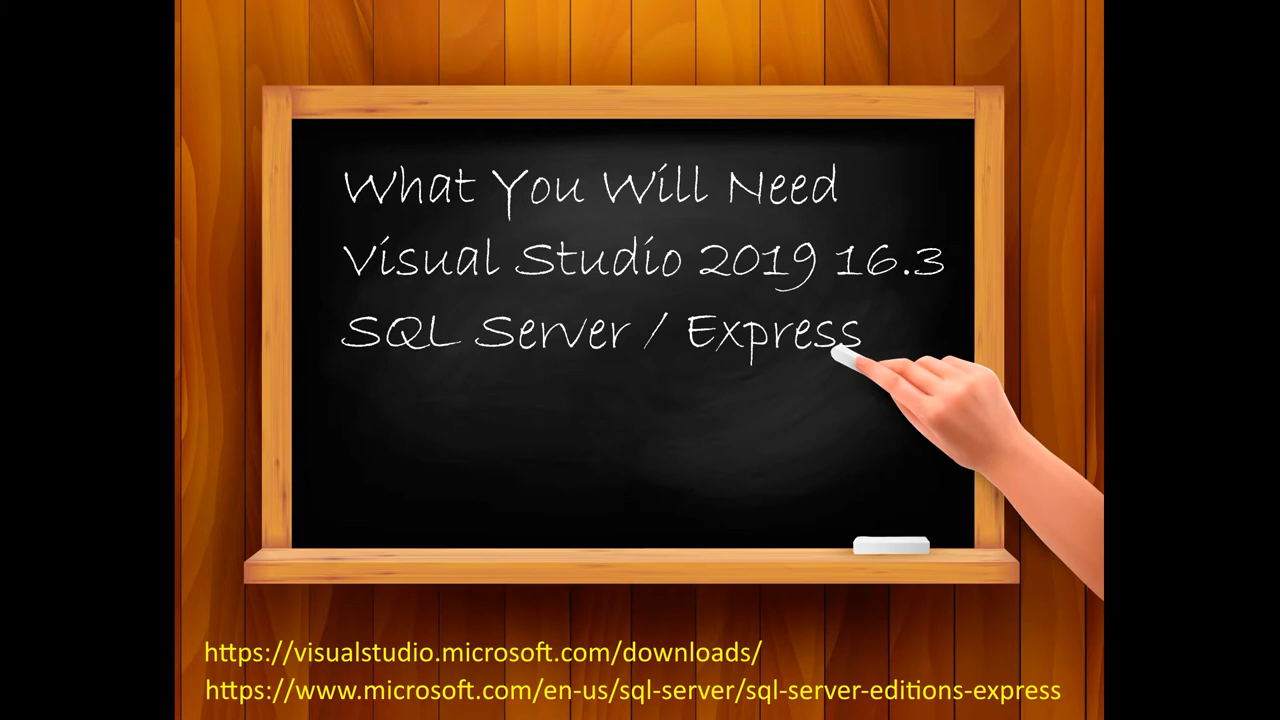 What You Will Need
Visual Studio 2019 16.3
SQL Server / Express
https://visualstudio.microsoft.com/downloads/
https://www.microsoft.com/en-us/sql-server/sql-server-editions-express